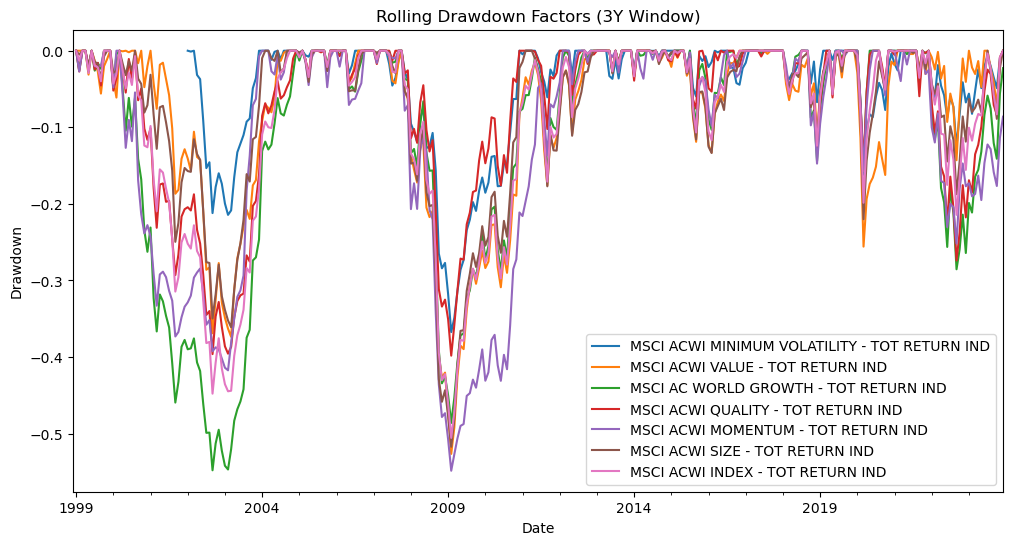 Rolling Drawdown Factors (3Y Window)
0.0
−0.1
−0.2
−0.3
−0.4
−0.5
Drawdown
1999
2004
2009
2014
2019
Date
MSCI ACWI MINIMUM VOLATILITY - TOT RETURN IND
MSCI ACWI VALUE - TOT RETURN IND
MSCI AC WORLD GROWTH - TOT RETURN IND
MSCI ACWI QUALITY - TOT RETURN IND
MSCI ACWI MOMENTUM - TOT RETURN IND
MSCI ACWI SIZE - TOT RETURN IND
MSCI ACWI INDEX - TOT RETURN IND